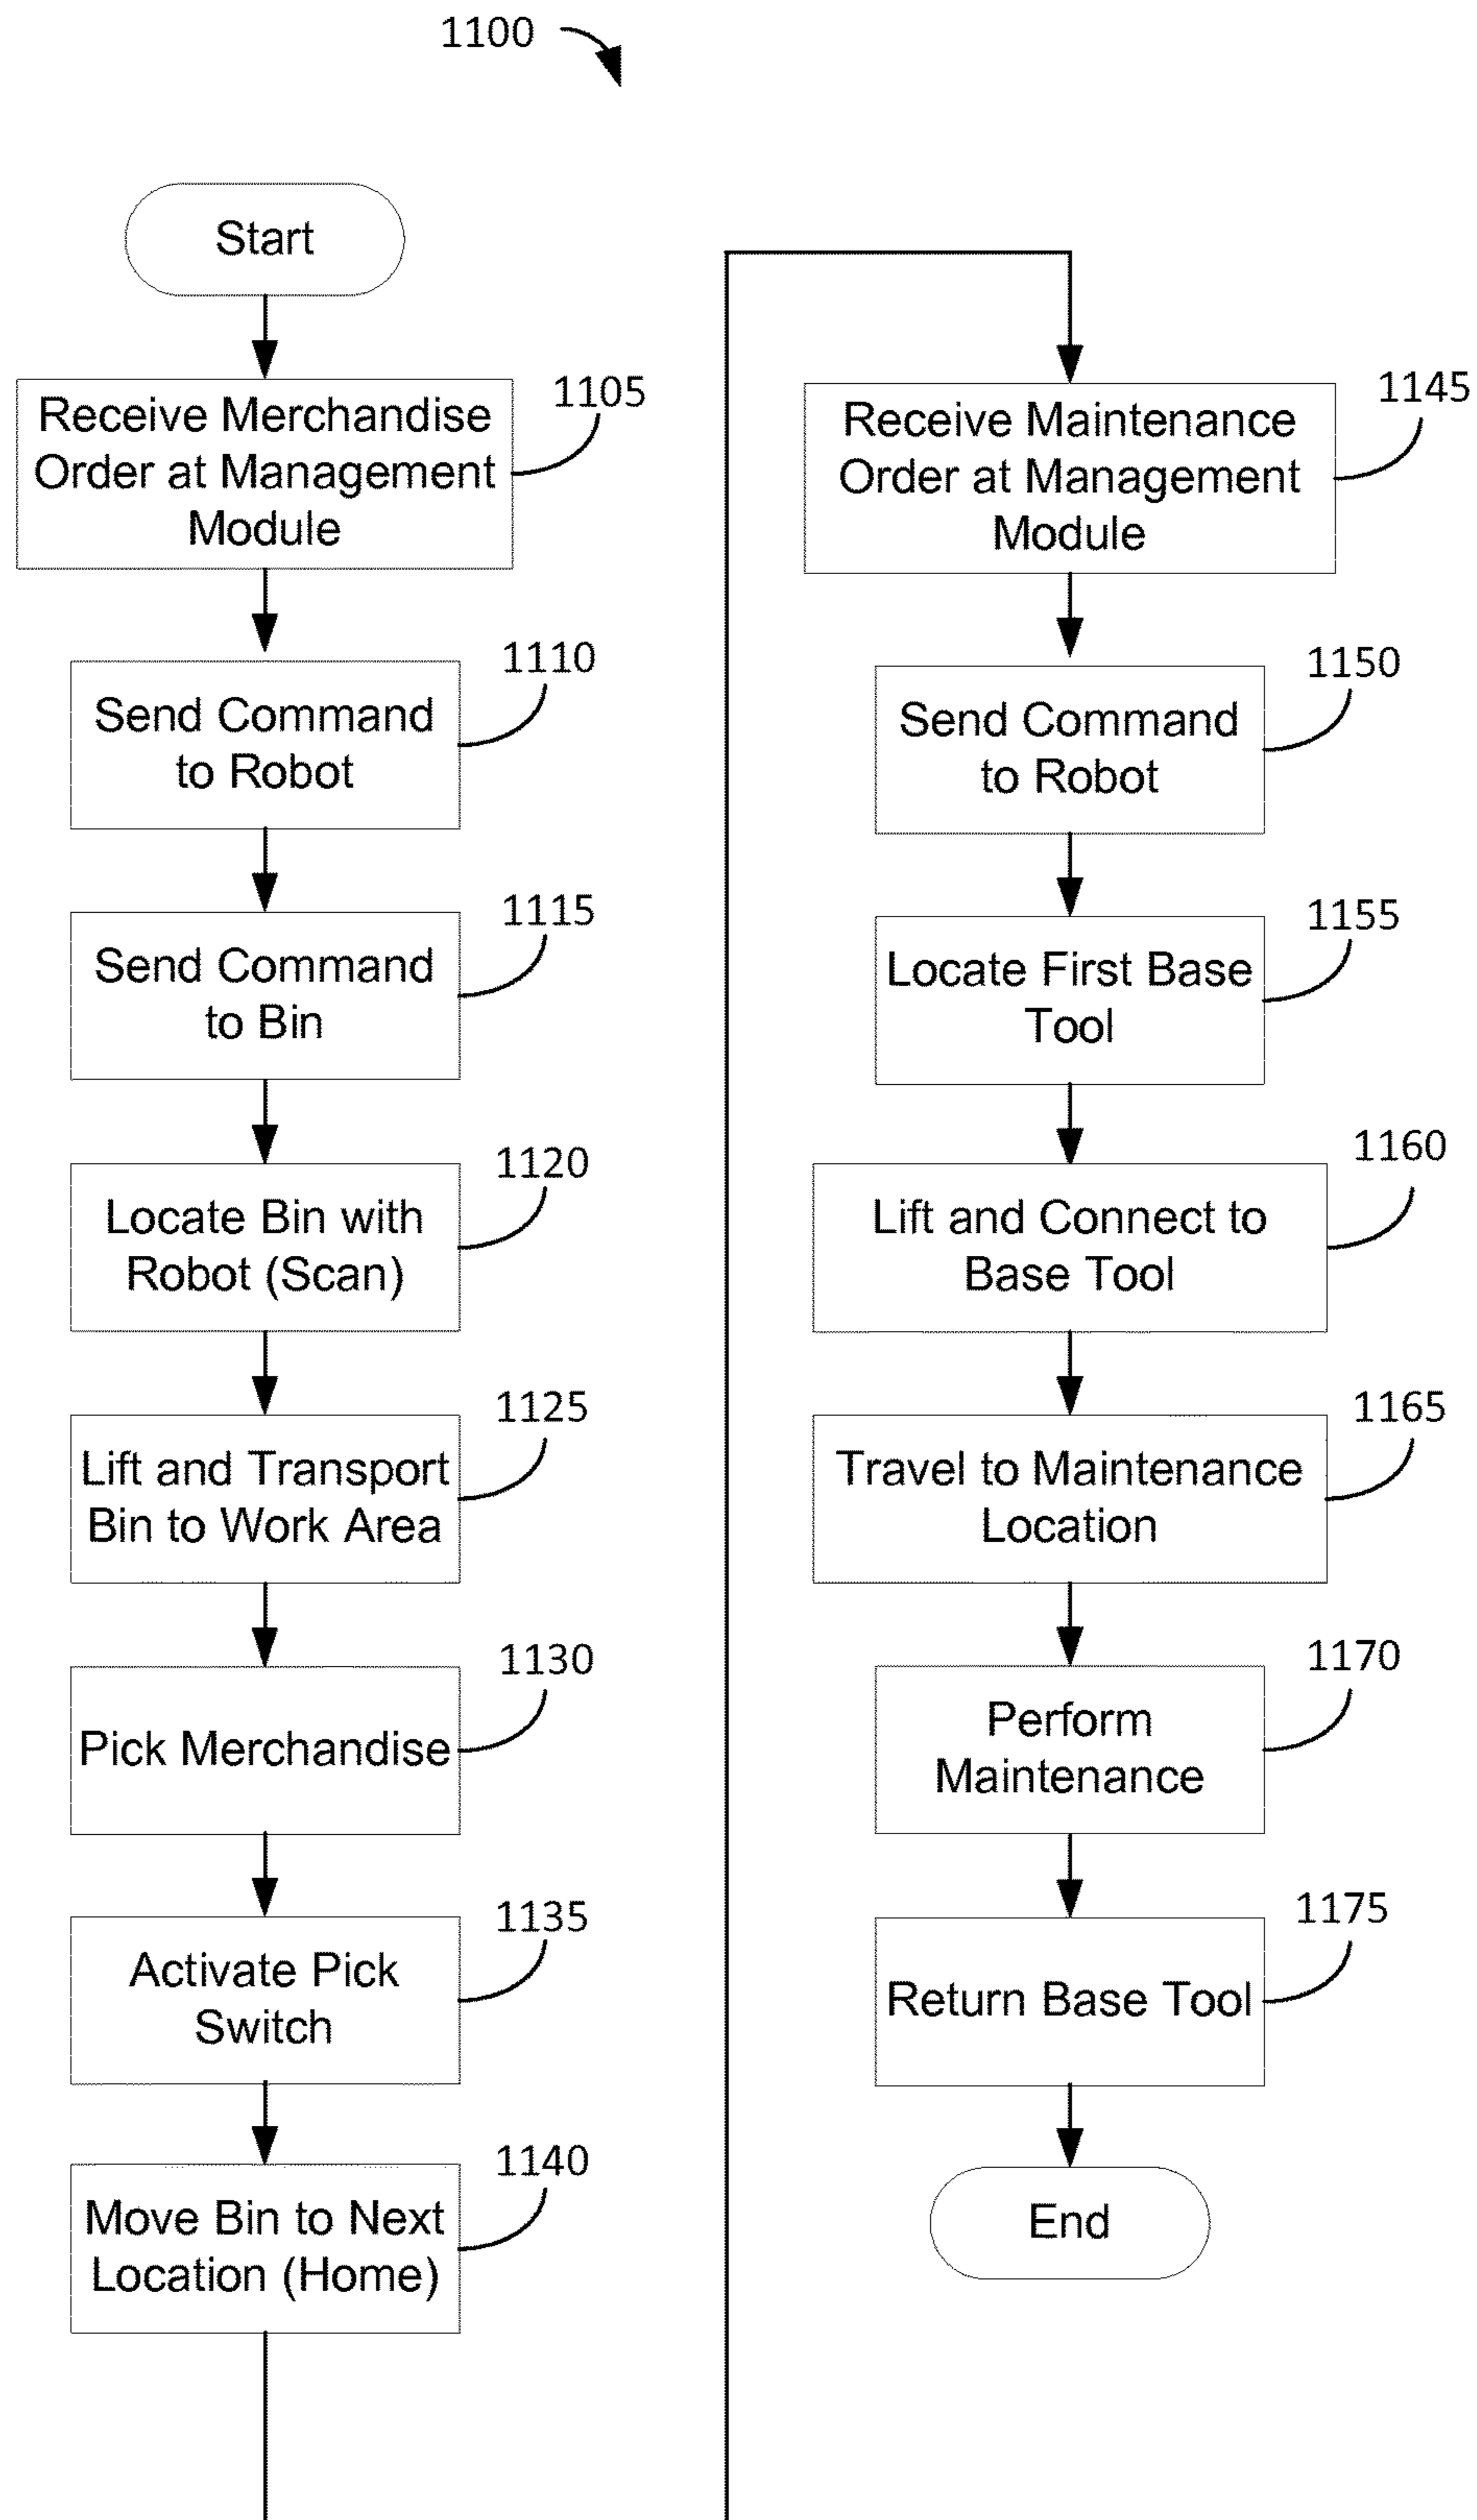 1100
Start
Receive Merchandise
Order at Management
Module
1105
Send Command
to Robot
1110
Send Command
to Bin
1115
Locate Bin with
Robot (Scan)
1120
Lift and Transport
Bin to Work Area
1125
Pick Merchandise
1130
Activate Pick
Switch
1135
Move Bin to Next
Location (Home)
1140
Receive Maintenance
Order at Management
Module
1145
Send Command
to Robot
1150
Locate First Base
Tool
1155
Lift and Connect to
Base Tool
1160
Travel to Maintenance
Location
1165
Perform
Maintenance
1170
Return Base Tool
1175
End